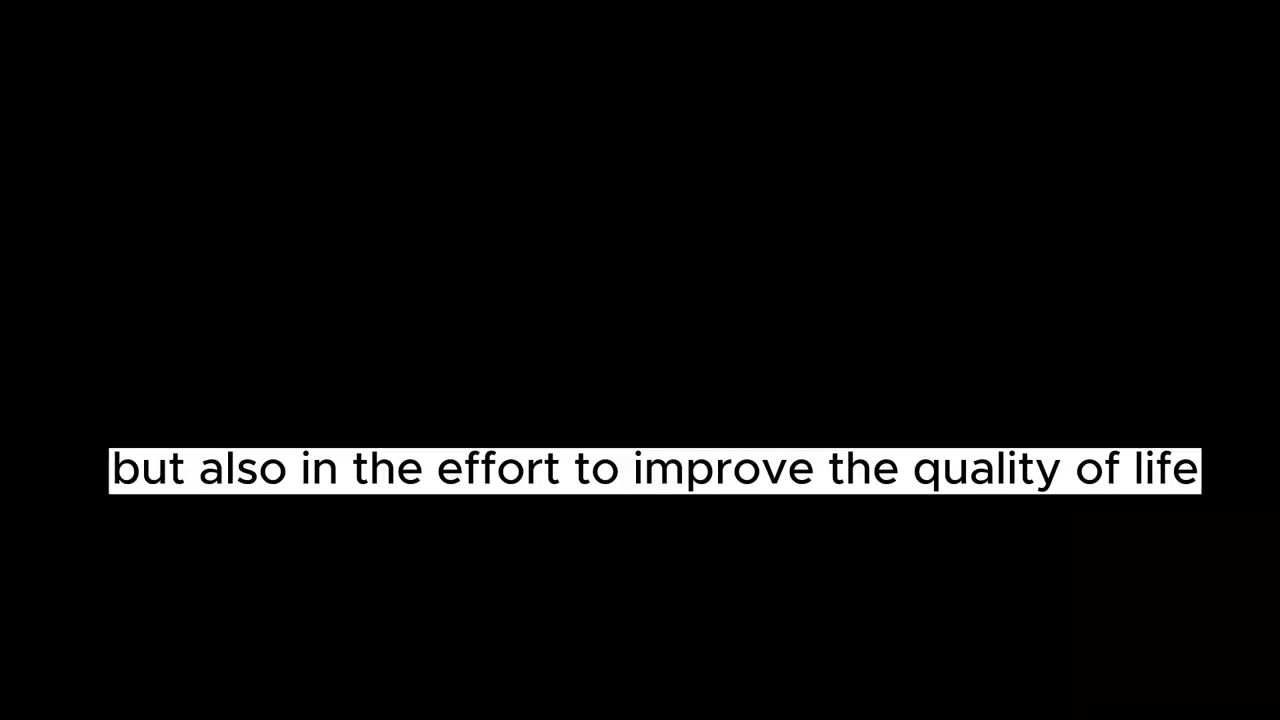 but also in the effort to improve the quality of life